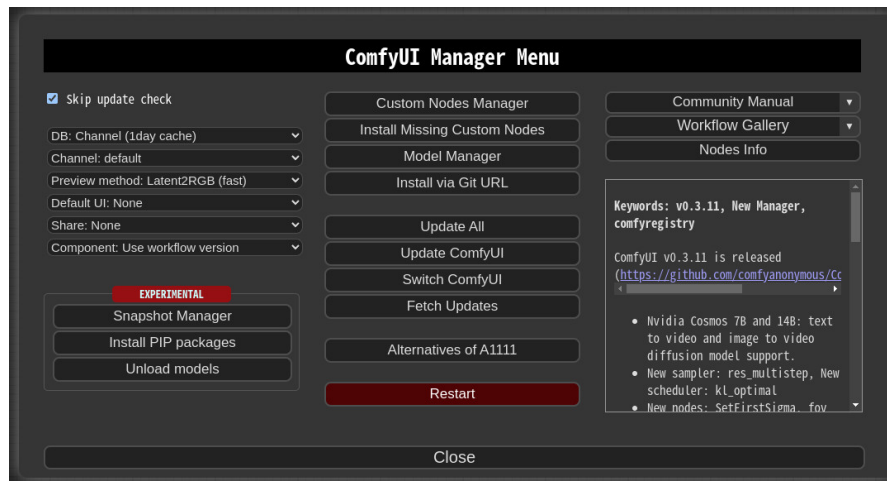 ComfyUI Manager Menu
Skip update check
DB: Channel (1day cache)
Channel: default
Preview method: Latent2RGB (fast)
Default UI: None
Share: None
Component: Use workflow version
EXPERIMENTAL
Snapshot Manager
Install PIP packages
Unload models
Custom Nodes Manager
Install Missing Custom Nodes
Model Manager
Install via Git URL
Update All
Update ComfyUI
Switch ComfyUI
Fetch Updates
Alternatives of A1111
Restart
Community Manual
Workflow Gallery
Nodes Info
Keywords: v0.3.11, New Manager,
comfyregistry
ComfyUI v0.3.11 is released
(https://github.com/comfyanonymous/Cc
• Nvidia Cosmos 7B and 14B: text
to video and image to video
diffusion model support.
• New sampler: res_multistep, New
scheduler: kl_optimal
• New nodes: SetFirstSigma, fov
Close